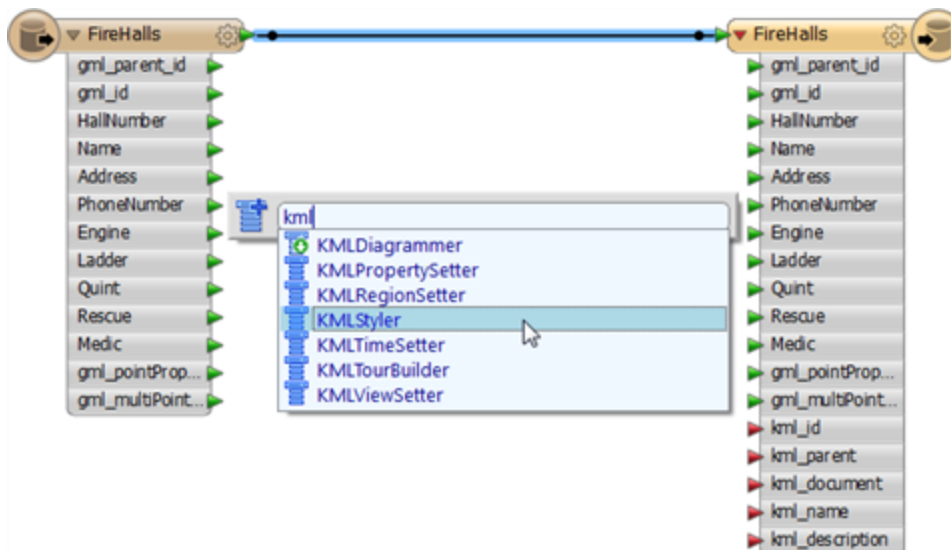 FireHalls
gml_parent_id
gml_id
HallNumber
Name
Address
PhoneNumber
Engine
Ladder
Quint
Rescue
Medic
gml_pointProp...
gml_multiPoint...
kml
KMLDiagrammer
KMLPropertySetter
KMLRegionSetter
KMLStyler
KMLTimeSetter
KMLTourBuilder
KMLViewSetter
FireHalls
gml_parent_id
gml_id
HallNumber
Name
Address
PhoneNumber
Engine
Ladder
Quint
Rescue
Medic
gml_pointProp...
gml_multiPoint...
kml_id
kml_parent
kml_document
kml_name
kml_description